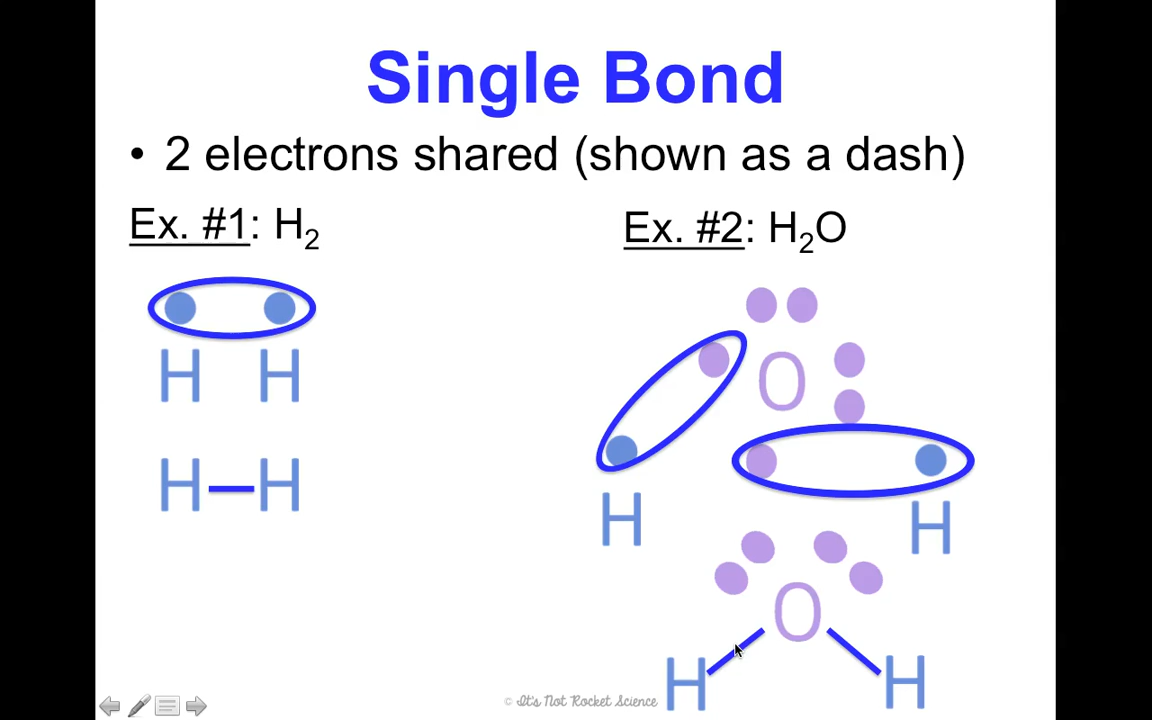 Single Bond
• 2 electrons shared (shown as a dash)
Ex. #1: H₂
Ex. #2: H₂O
H H
H—H
O
H
H
O
H
H
© It's Not Rocket Science